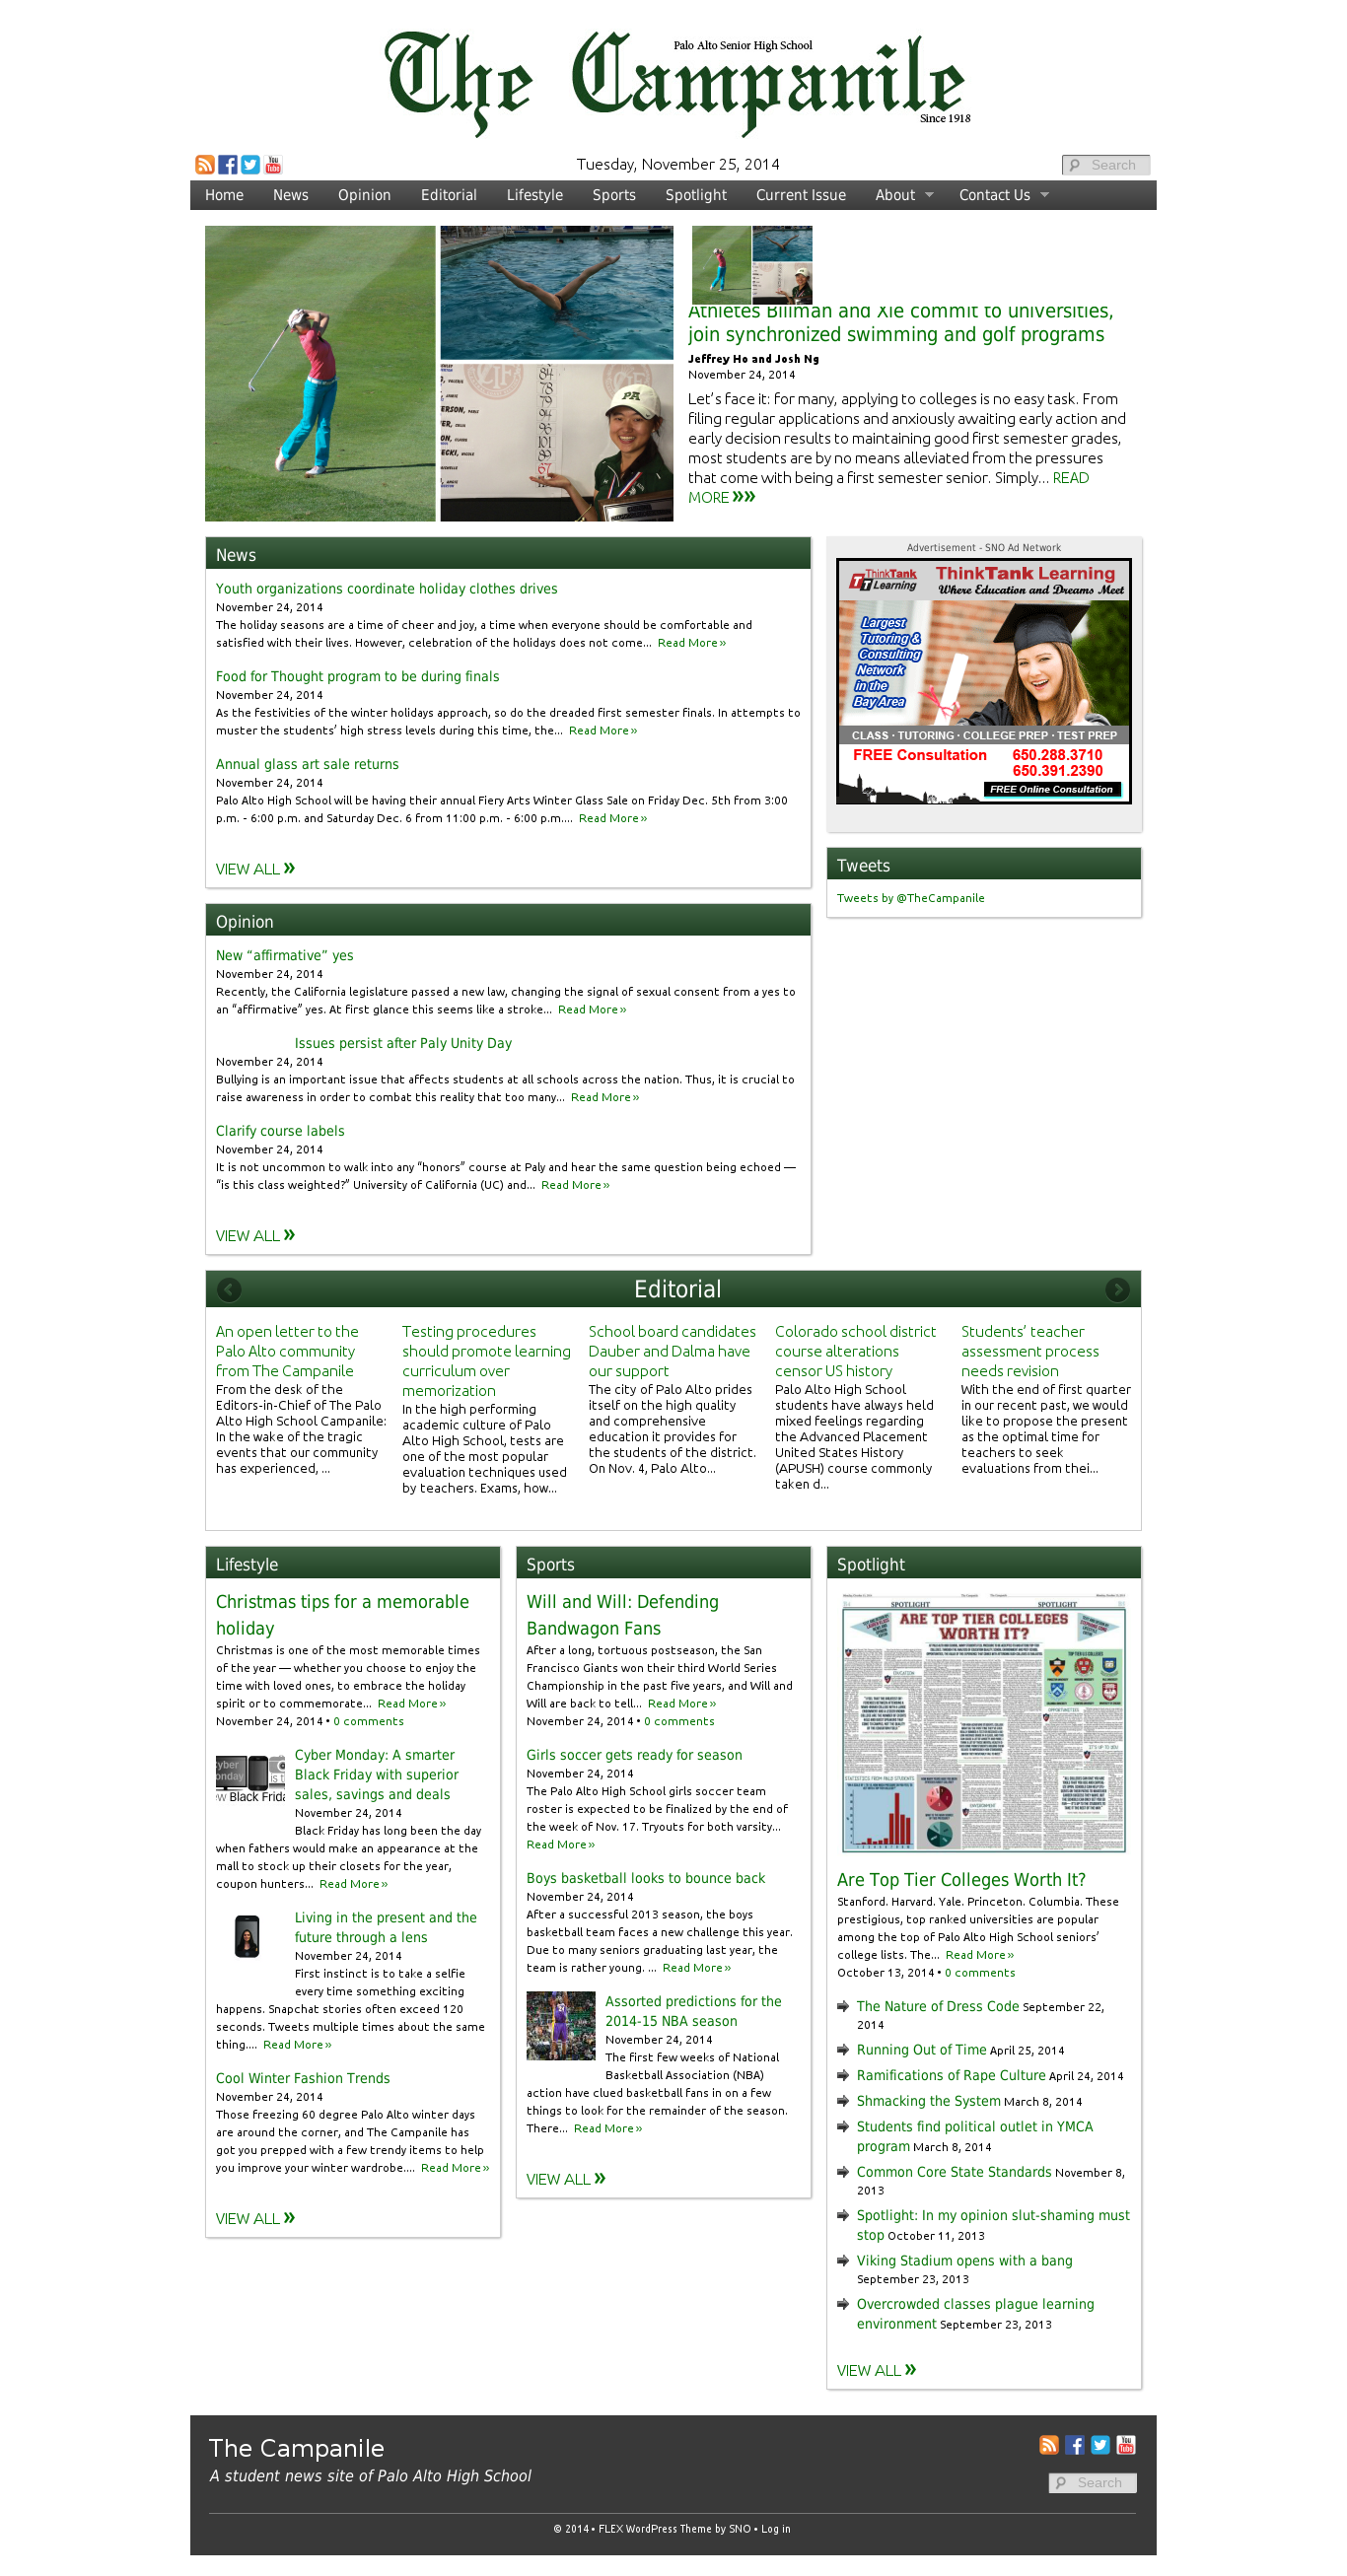 The Campanile
Palo Alto Senior High School
Since 1918
Tuesday, November 25, 2014
Search
Home News Opinion Editorial Lifestyle Sports Spotlight Current Issue About Contact Us
Athletes Billman and Xie commit to universities,
join synchronized swimming and golf programs
Jeffrey Ho and Josh Ng
November 24, 2014
Let's face it: for many, applying to colleges is no easy task. From
filing regular applications and anxiously awaiting early action and
early decision results to maintaining good first semester grades,
most students are by no means alleviated from the pressures
that come with being a first semester senior. Simply... READ
MORE »»
News
Youth organizations coordinate holiday clothes drives
November 24, 2014
The holiday seasons are a time of cheer and joy, a time when everyone should be comfortable and
satisfied with their lives. However, celebration of the holidays does not come... Read More »
Food for Thought program to be during finals
November 24, 2014
As the festivities of the winter holidays approach, so do the dreaded first semester finals. In attempts to
muster the students' high stress levels during this time, the... Read More »
Annual glass art sale returns
November 24, 2014
Palo Alto High School will be having their annual Fiery Arts Winter Glass Sale on Friday Dec. 5th from 3:00
p.m. - 6:00 p.m. and Saturday Dec. 6 from 11:00 p.m. - 6:00 p.m.... Read More »
VIEW ALL »
Advertisement - SNO Ad Network
ThinkTank Learning
ThinkTank Learning
Where Education and Dreams Meet
Largest
Tutoring &
Consulting
Network
in the
Bay Area
CLASS · TUTORING · COLLEGE PREP · TEST PREP
FREE Consultation 650.288.3710
650.391.2390
FREE Online Consultation
Tweets
Tweets by @TheCampanile
Opinion
New “affirmative” yes
November 24, 2014
Recently, the California legislature passed a new law, changing the signal of sexual consent from a yes to
an “affirmative” yes. At first glance this seems like a stroke... Read More »
Issues persist after Paly Unity Day
November 24, 2014
Bullying is an important issue that affects students at all schools across the nation. Thus, it is crucial to
raise awareness in order to combat this reality that too many... Read More »
Clarify course labels
November 24, 2014
It is not uncommon to walk into any “honors” course at Paly and hear the same question being echoed —
“is this class weighted?” University of California (UC) and... Read More »
VIEW ALL »
Editorial
An open letter to the
Palo Alto community
from The Campanile
From the desk of the
Editors-in-Chief of The Palo
Alto High School Campanile:
In the wake of the tragic
events that our community
has experienced, ...
Testing procedures
should promote learning
curriculum over
memorization
In the high performing
academic culture of Palo
Alto High School, tests are
one of the most popular
evaluation techniques used
by teachers. Exams, how...
School board candidates
Dauber and Dalma have
our support
The city of Palo Alto prides
itself on the high quality
and comprehensive
education it provides for
the students of the district.
On Nov. 4, Palo Alto...
Colorado school district
course alterations
censor US history
Palo Alto High School
students have always held
mixed feelings regarding
the Advanced Placement
United States History
(APUSH) course commonly
taken d...
Students' teacher
assessment process
needs revision
With the end of first quarter
in our recent past, we would
like to propose the present
as the optimal time for
teachers to seek
evaluations from thei...
Lifestyle
Christmas tips for a memorable
holiday
Christmas is one of the most memorable times
of the year — whether you choose to enjoy the
time with loved ones, to embrace the holiday
spirit or to commemorate... Read More »
November 24, 2014 • 0 comments
Cyber Monday: A smarter
Black Friday with superior
sales, savings and deals
November 24, 2014
Black Friday has long been the day
when fathers would make an appearance at the
mall to stock up their closets for the year,
coupon hunters... Read More »
Living in the present and the
future through a lens
November 24, 2014
First instinct is to take a selfie
every time something exciting
happens. Snapchat stories often exceed 120
seconds. Tweets multiple times about the same
thing.... Read More »
Cool Winter Fashion Trends
November 24, 2014
Those freezing 60 degree Palo Alto winter days
are around the corner, and The Campanile has
got you prepped with a few trendy items to help
you improve your winter wardrobe.... Read More »
VIEW ALL »
Sports
Will and Will: Defending
Bandwagon Fans
After a long, tortuous postseason, the San
Francisco Giants won their third World Series
Championship in the past five years, and Will and
Will are back to tell... Read More »
November 24, 2014 • 0 comments
Girls soccer gets ready for season
November 24, 2014
The Palo Alto High School girls soccer team
roster is expected to be finalized by the end of
the week of Nov. 17. Tryouts for both varsity...
Read More »
Boys basketball looks to bounce back
November 24, 2014
After a successful 2013 season, the boys
basketball team faces a new challenge this year.
Due to many seniors graduating last year, the
team is rather young. ... Read More »
Assorted predictions for the
2014-15 NBA season
November 24, 2014
The first few weeks of National
Basketball Association (NBA)
action have clued basketball fans in on a few
things to look for the remainder of the season.
There... Read More »
VIEW ALL »
Spotlight
SPOTLIGHT SPOTLIGHT
ARE TOP TIER COLLEGES
WORTH IT?
Are Top Tier Colleges Worth It?
Stanford. Harvard. Yale. Princeton. Columbia. These
prestigious, top ranked universities are popular
among the top of Palo Alto High School seniors'
college lists. The... Read More »
October 13, 2014 • 0 comments
The Nature of Dress Code September 22,
2014
Running Out of Time April 25, 2014
Ramifications of Rape Culture April 24, 2014
Shmacking the System March 8, 2014
Students find political outlet in YMCA
program March 8, 2014
Common Core State Standards November 8,
2013
Spotlight: In my opinion slut-shaming must
stop October 11, 2013
Viking Stadium opens with a bang
September 23, 2013
Overcrowded classes plague learning
environment September 23, 2013
VIEW ALL »
The Campanile
A student news site of Palo Alto High School
Search
© 2014 • FLEX WordPress Theme by SNO • Log in